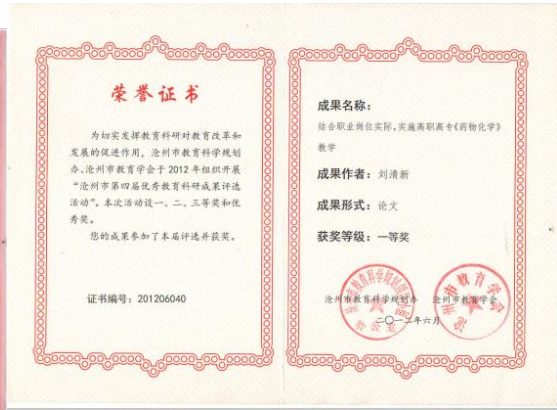 荣誉证书
为切实发挥教育科研对教育改革和
发展的促进作用，沧州市教育科学规划
办、沧州市教育学会于2012年组织开展
“沧州市第四届优秀教育科研成果评选
活动”。本次活动设一、二、三等奖和优
秀奖。
您的成果参加了本届评选并获奖。
证书编号：201206040
成果名称：
结合职业岗位实际，实施高职高专《药物化学》
教学
成果作者：刘清新
成果形式：论文
获奖等级：一等奖
沧州市教育科学规划办 沧州市教育学会
二〇一二年六月